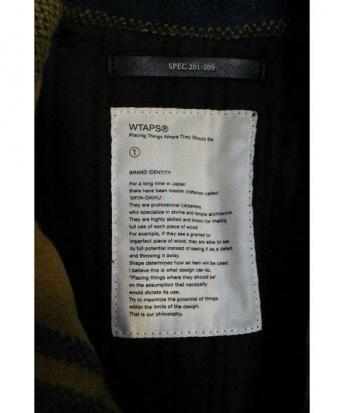 SPEC 201-205
WTAPS®
Placing Things Where They Should Be
①
BRAND IDENTITY
For a long time in Japan
there have been master craftsmen called
'MIYA-DAIKU'.
They are professional carpenters,
who specialize in shrine and temple architecture.
They are highly skilled and known for making
full use of each piece of wood
For example, if they see a gnarled or
imperfect piece of wood, they are able to see
its full potential instead of seeing it as a defect
and throwing it away.
Shape determines how an item will be used.
I believe this is what design can do.
'Placing things where they should be'
on the assumption that necessity
would dictate its use.
Try to maximize the potential of things
within the limits of the design.
That is our philosophy.